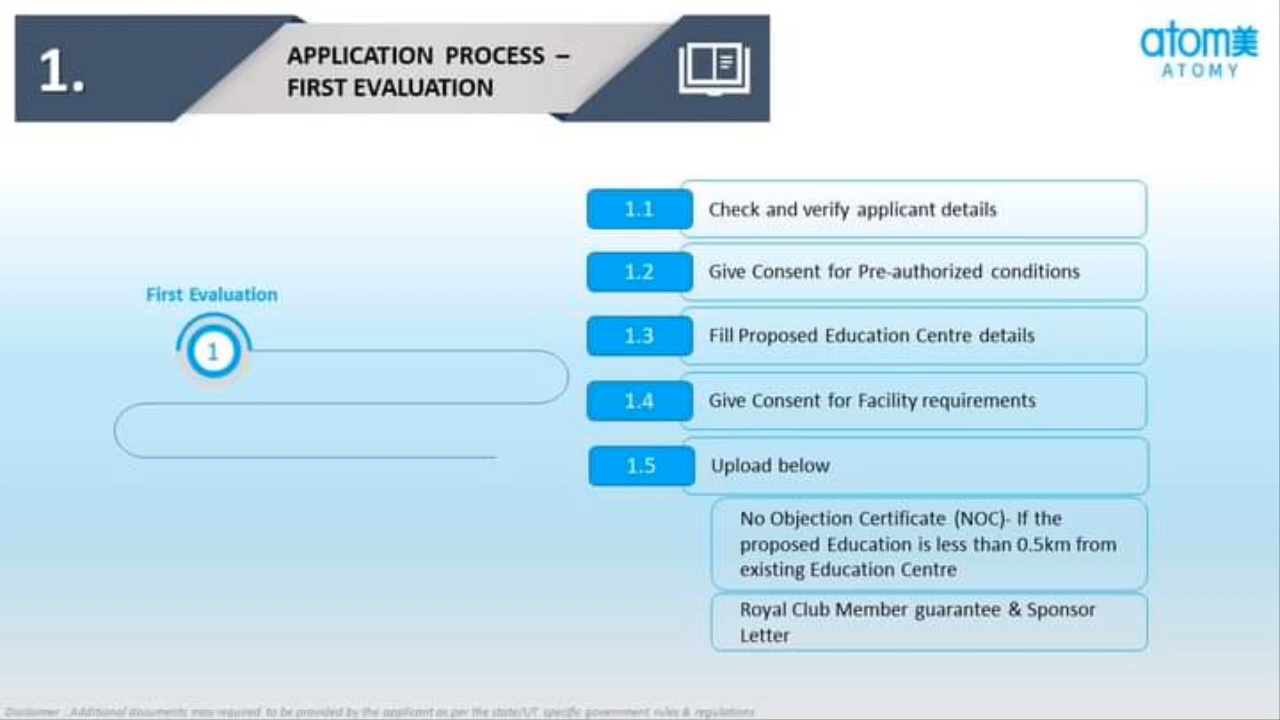 1.
APPLICATION PROCESS –
FIRST EVALUATION
atom美
ATOMY
First Evaluation
1
1.1 Check and verify applicant details
1.2 Give Consent for Pre-authorized conditions
1.3 Fill Proposed Education Centre details
1.4 Give Consent for Facility requirements
1.5 Upload below
No Objection Certificate (NOC)- If the
proposed Education is less than 0.5km from
existing Education Centre
Royal Club Member guarantee & Sponsor
Letter
Disclaimer : Additional documents may required to be provided by the applicant as per the state/UT specific government rules & regulations